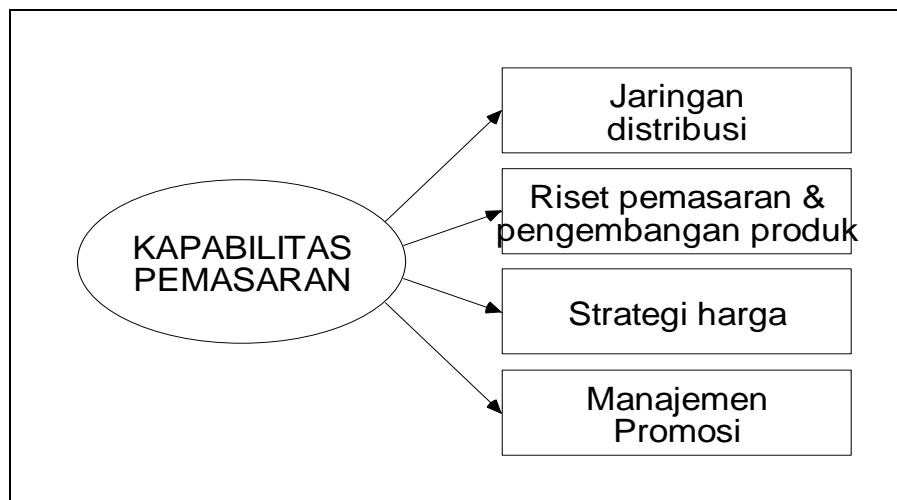 KAPABILITAS
PEMASARAN
Jaringan
distribusi
Riset pemasaran &
pengembangan produk
Strategi harga
Manajemen
Promosi